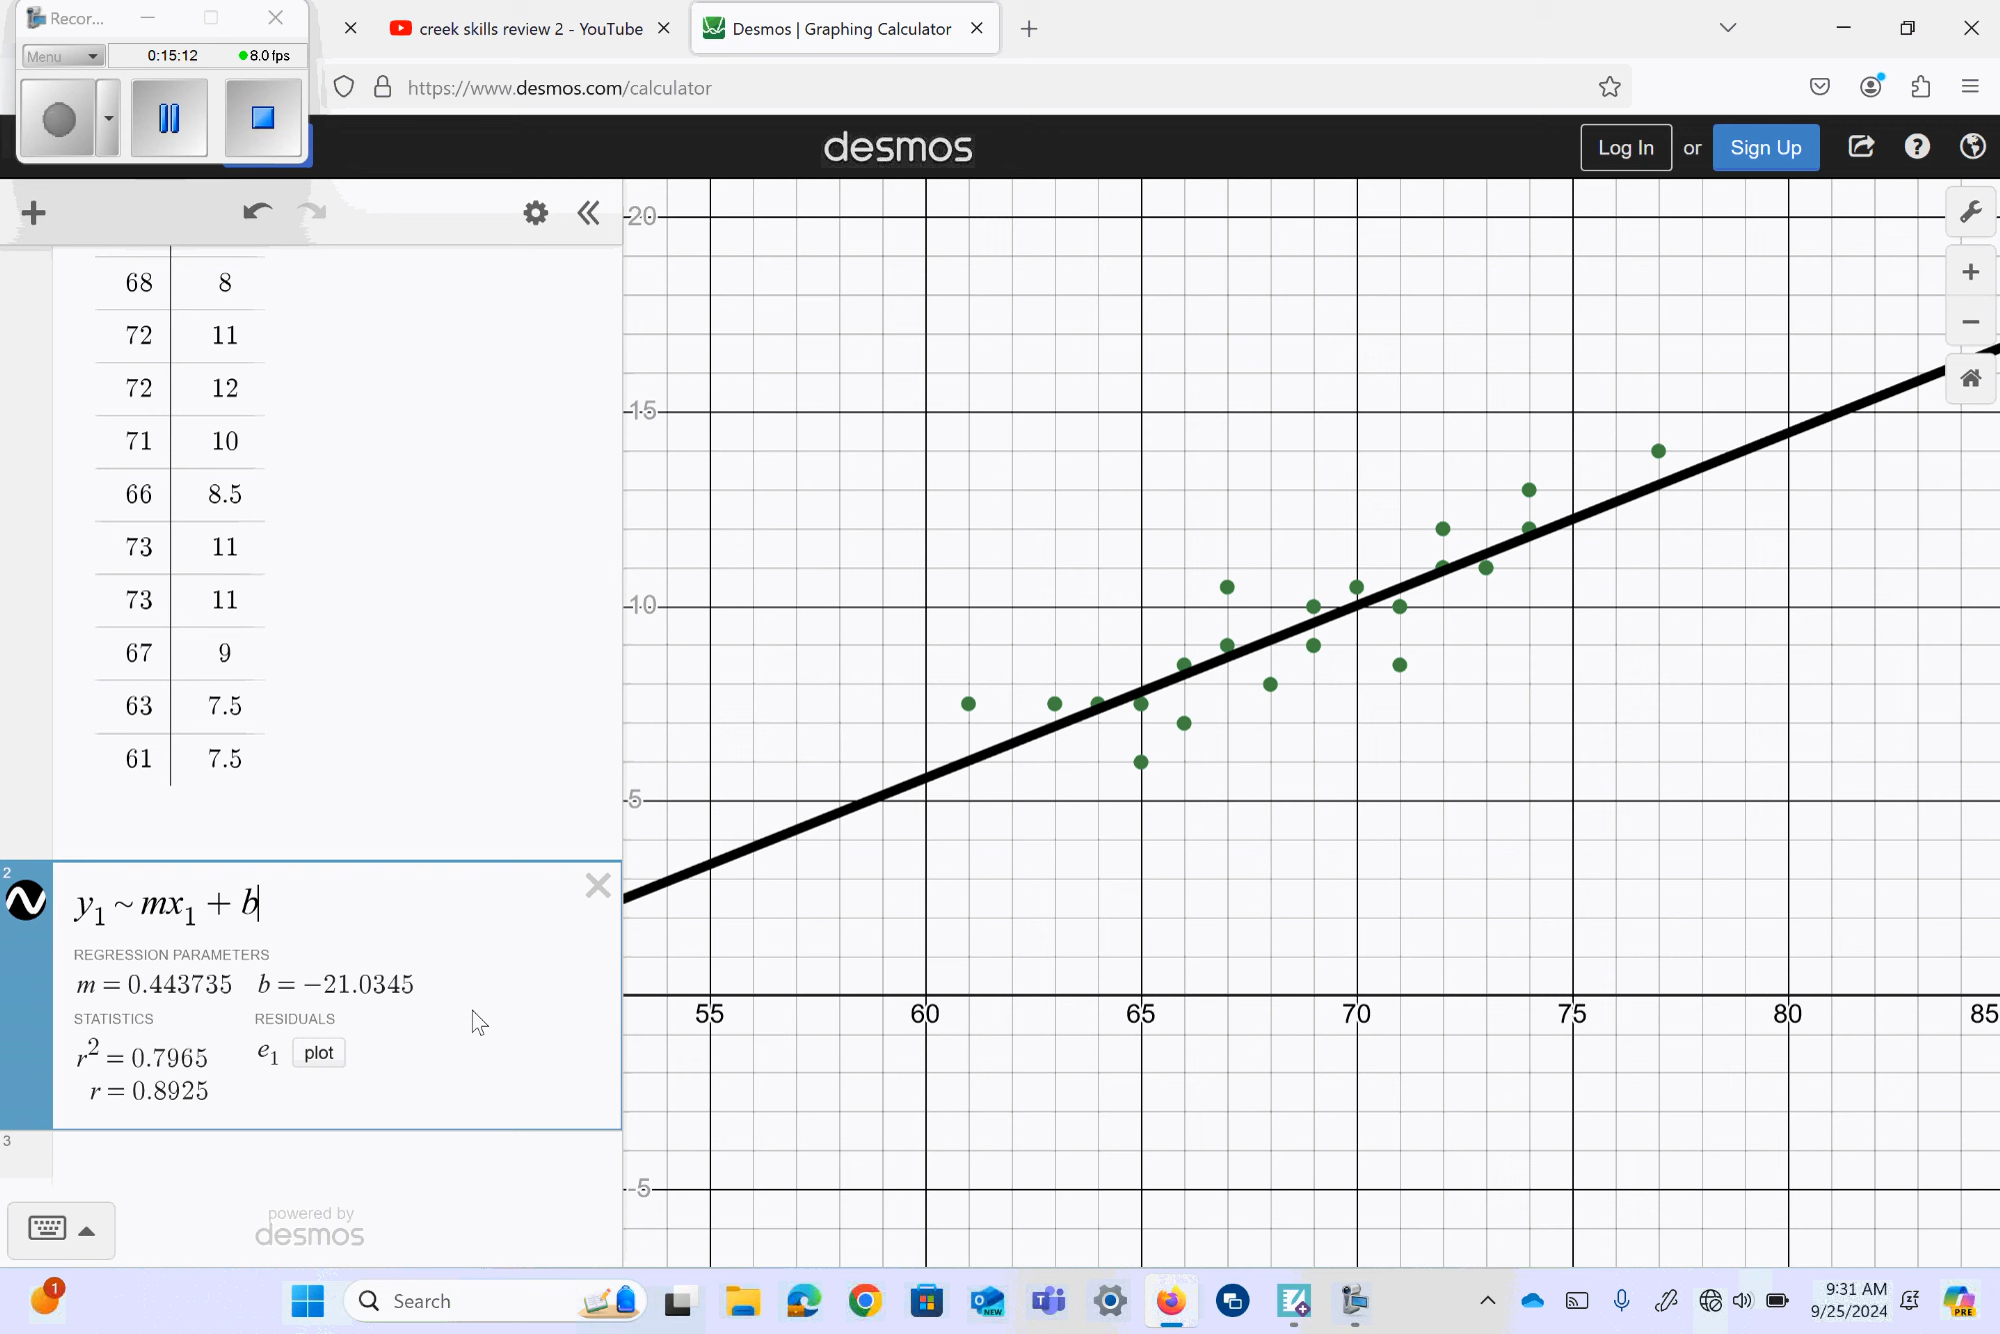 Recor...
Menu
0:15:12
8.0 fps
creek skills review 2 - YouTube
Desmos | Graphing Calculator
https://www.desmos.com/calculator
desmos
Log In or Sign Up
68 8
72 11
72 12
71 10
66 8.5
73 11
73 11
67 9
63 7.5
61 7.5
2
y₁ ~ mx₁ + b
REGRESSION PARAMETERS
m = 0.443735 b = −21.0345
STATISTICS RESIDUALS
r² = 0.7965 e₁ plot
r = 0.8925
3
powered by
desmos
20
15
10
5
55 60 65 70 75 80 85
-5
1
Search
NEW
PRE
9:31 AM
9/25/2024